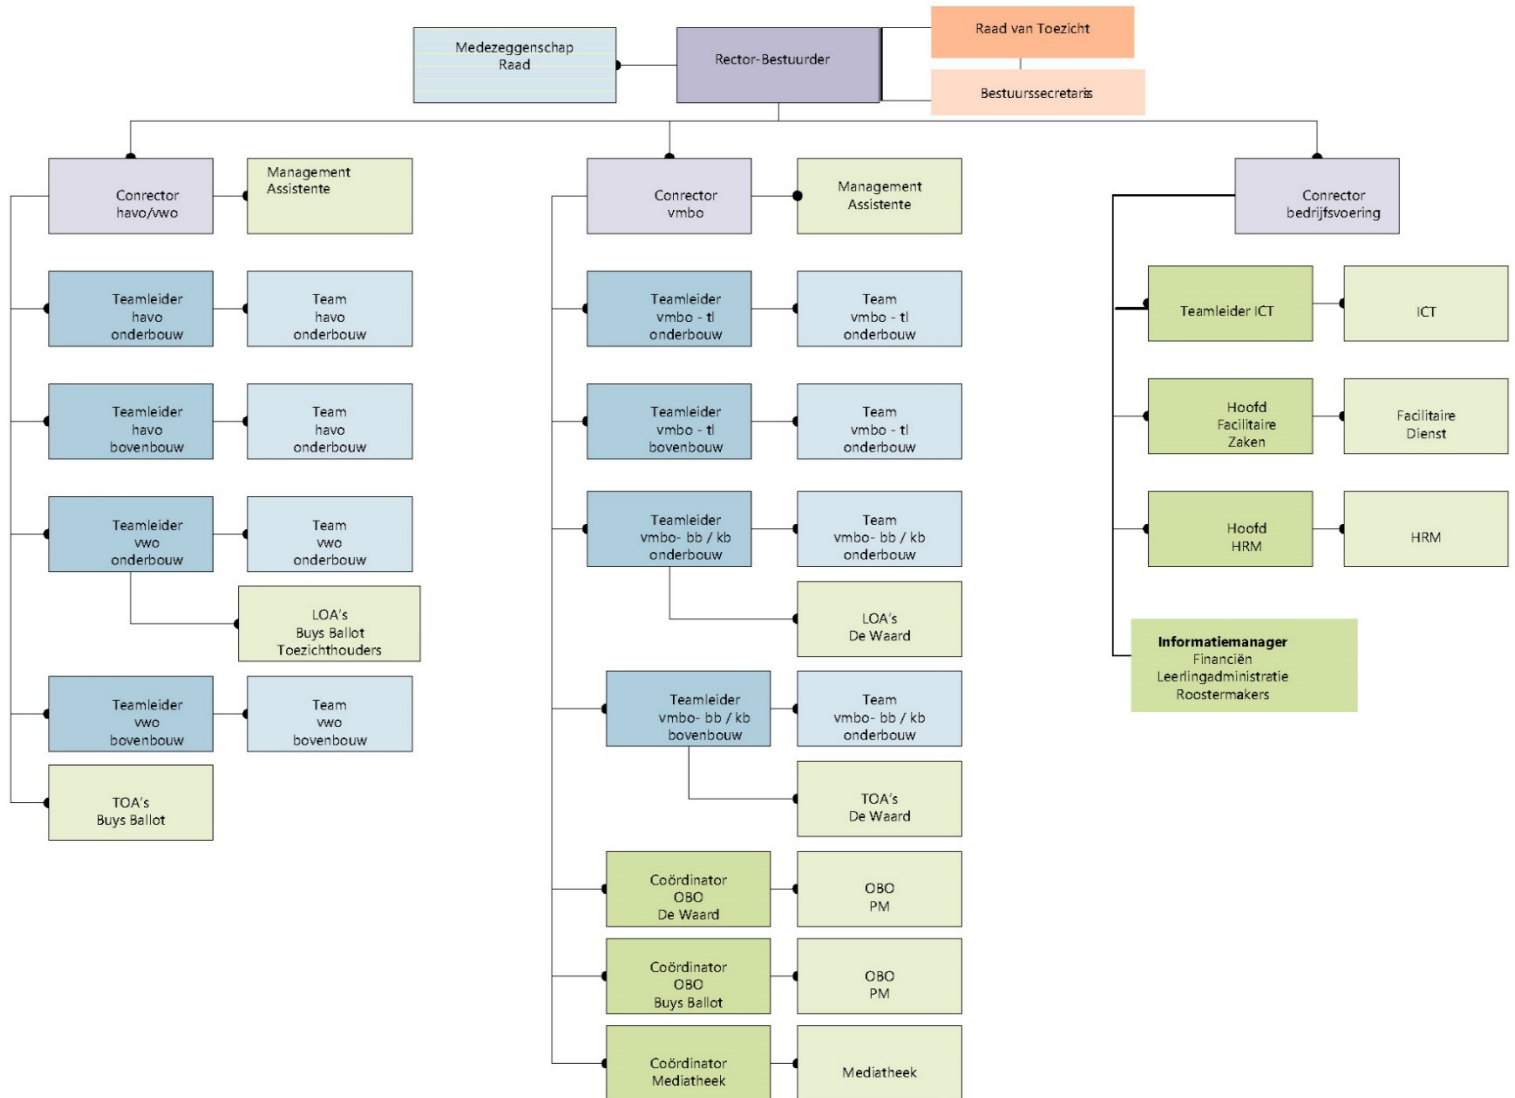 Medezeggenschap
Raad
Rector-Bestuurder
Raad van Toezicht
Bestuurssecretaris
Conrector
havo/vwo
Management
Assistente
Conrector
vmbo
Management
Assistente
Conrector
bedrijfsvoering
Teamleider
havo
onderbouw
Team
havo
onderbouw
Teamleider
vmbo - tl
onderbouw
Team
vmbo - tl
onderbouw
Teamleider ICT
ICT
Teamleider
havo
bovenbouw
Team
havo
onderbouw
Teamleider
vmbo - tl
bovenbouw
Team
vmbo - tl
onderbouw
Hoofd
Facilitaire
Zaken
Facilitaire
Dienst
Teamleider
vwo
onderbouw
Team
vwo
onderbouw
Teamleider
vmbo- bb / kb
onderbouw
Team
vmbo- bb / kb
onderbouw
Hoofd
HRM
HRM
LOA's
Buys Ballot
Toezichthouders
LOA's
De Waard
Informatiemanager
Financiën
Leerlingadministratie
Roostermakers
Teamleider
vwo
bovenbouw
Team
vwo
bovenbouw
Teamleider
vmbo- bb / kb
bovenbouw
Team
vmbo- bb / kb
onderbouw
TOA's
Buys Ballot
TOA's
De Waard
Coördinator
OBO
De Waard
OBO
PM
Coördinator
OBO
Buys Ballot
OBO
PM
Coördinator
Mediatheek
Mediatheek